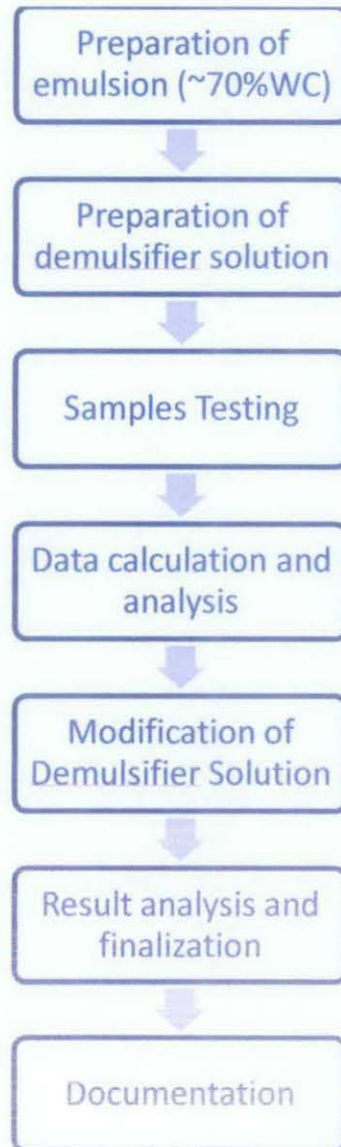 Preparation of
emulsion (~70%WC)
Preparation of
demulsifier solution
Samples Testing
Data calculation and
analysis
Modification of
Demulsifier Solution
Result analysis and
finalization
Documentation